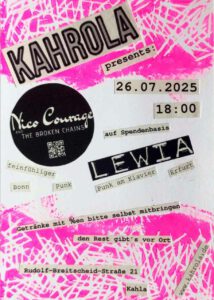 KAHROLA
presents:
26.07.2025
18:00
Nico Courage
THE BROKEN CHAINS
auf Spendenbasis
LEWIA
feinfühliger
Bonn Punk
Punk am Klavier Erfurt
Getränke mit bitte selbst mitbringen
den Rest gibt's vor Ort
Rudolf-Breitscheid-Straße 21
Kahla